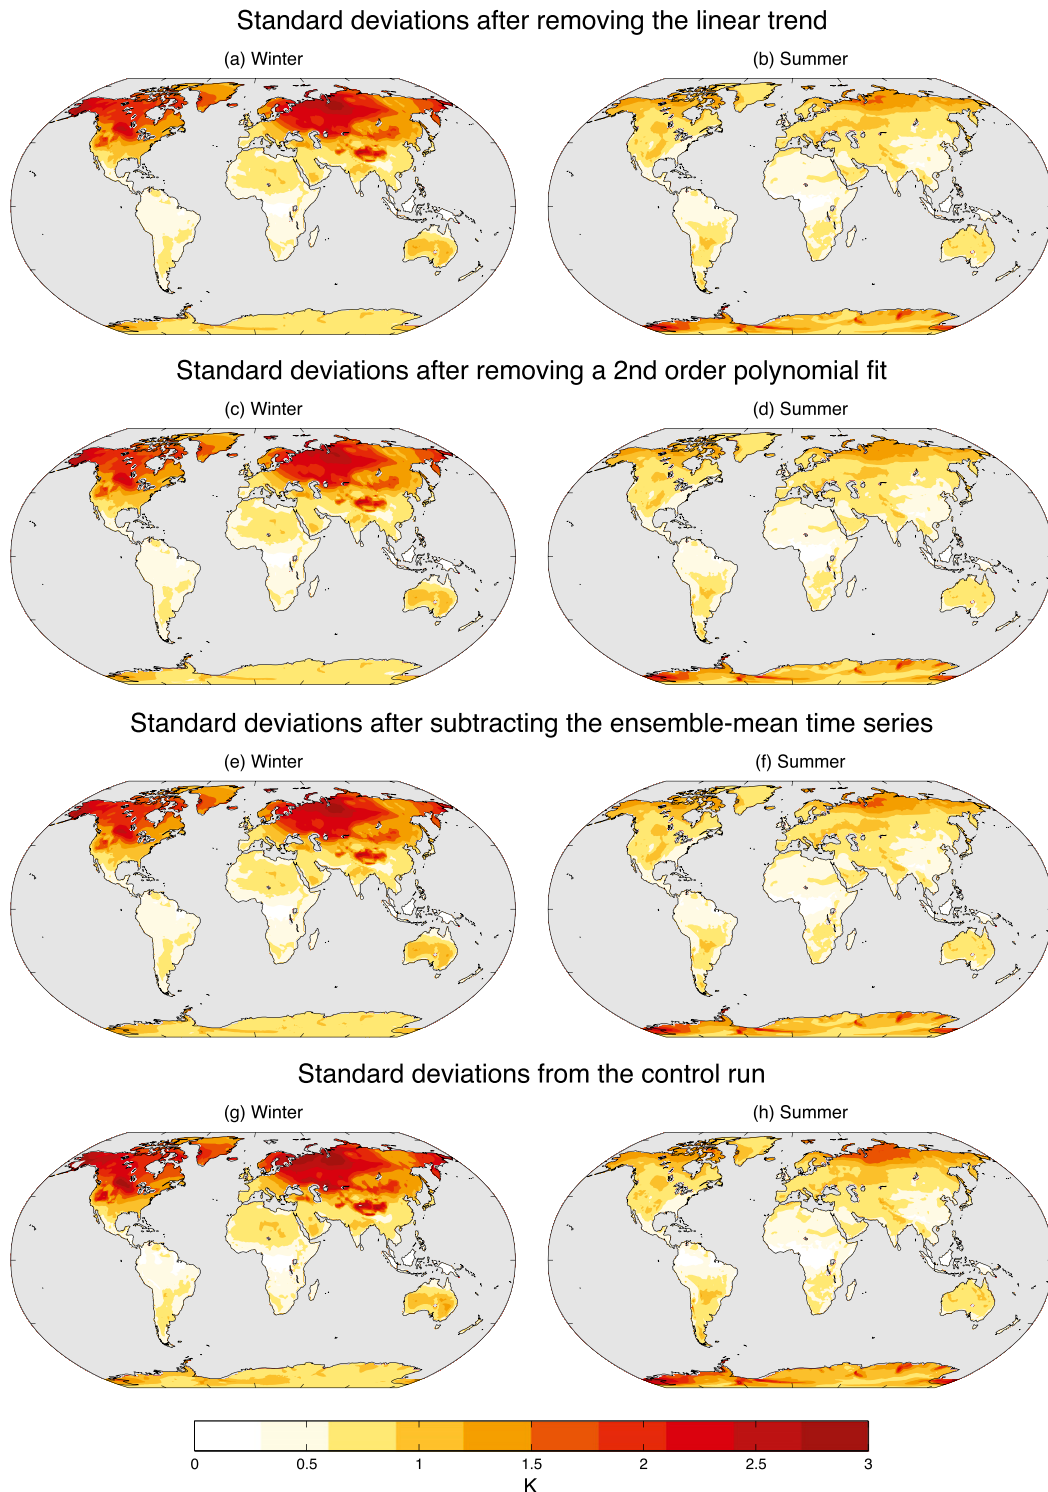 Standard deviations after removing the linear trend
(a) Winter
(b) Summer
Standard deviations after removing a 2nd order polynomial fit
(c) Winter
(d) Summer
Standard deviations after subtracting the ensemble-mean time series
(e) Winter
(f) Summer
Standard deviations from the control run
(g) Winter
(h) Summer
0 0.5 1 1.5 2 2.5 3
K